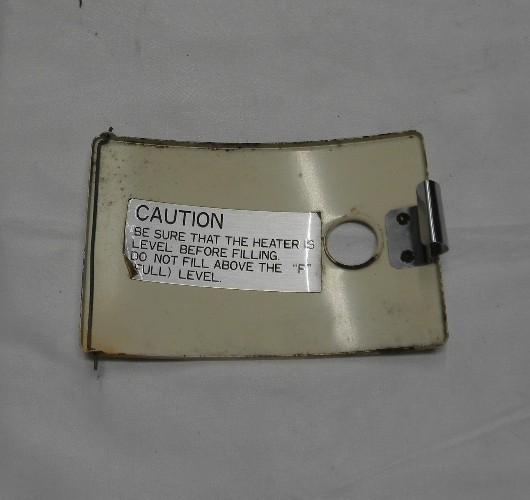 CAUTION
BE SURE THAT THE HEATER IS
LEVEL BEFORE FILLING.
DO NOT FILL ABOVE THE "F"
FULL) LEVEL.